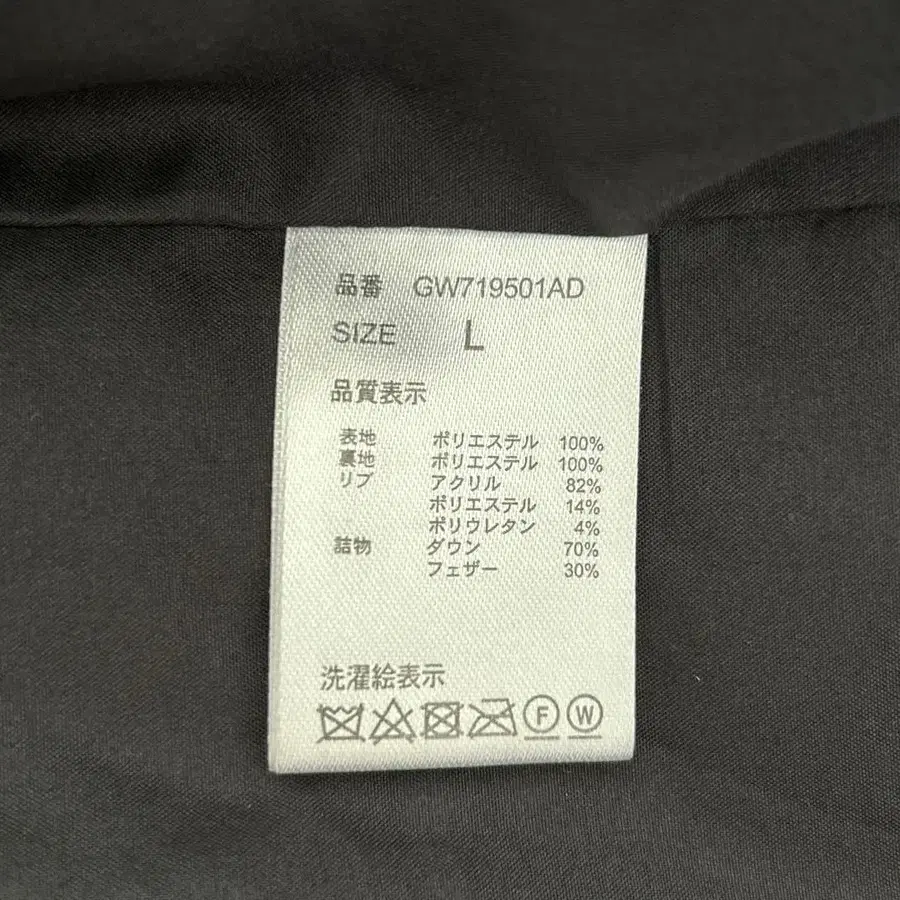 品番 GW719501AD
SIZE L
品質表示
表地 ポリエステル 100%
裏地 ポリエステル 100%
リブ アクリル 82%
ポリエステル 14%
ポリウレタン 4%
詰物 ダウン 70%
フェザー 30%
洗濯絵表示
F W